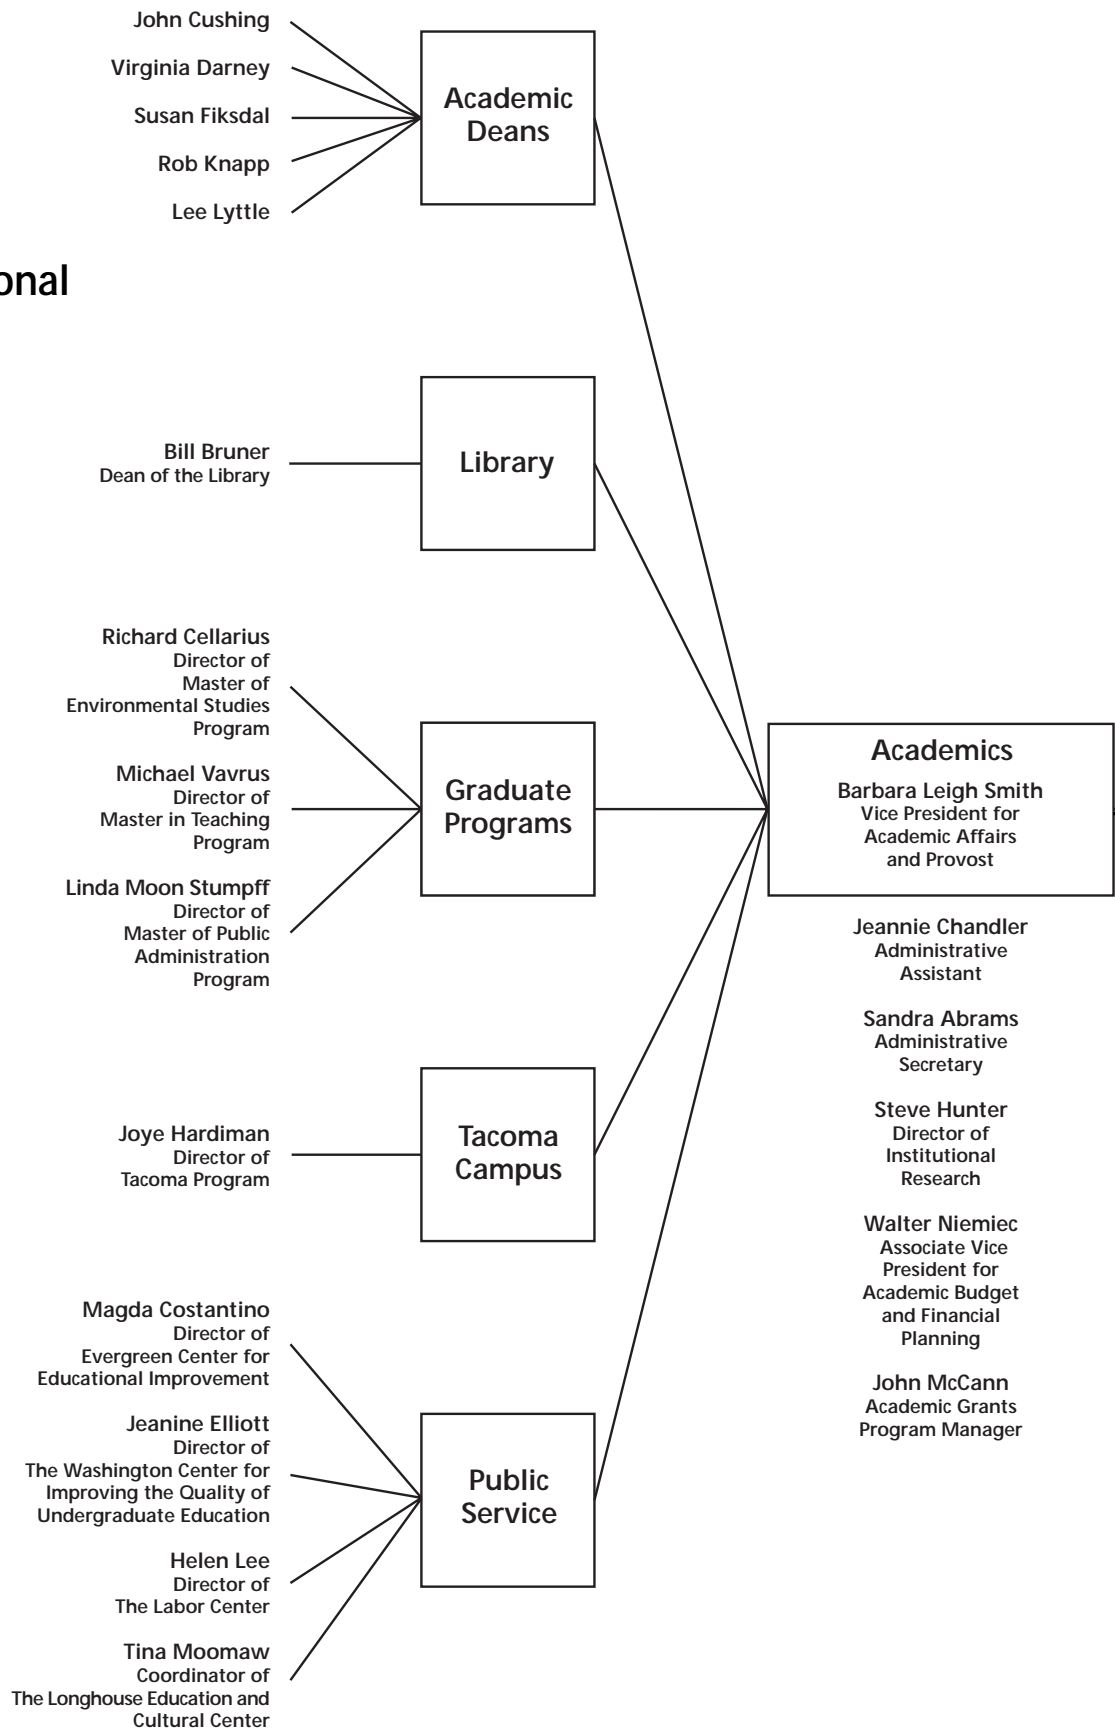 John Cushing
Virginia Darney
Susan Fiksdal
Rob Knapp
Lee Lyttle
Academic
Deans
onal
Bill Bruner
Dean of the Library
Library
Richard Cellarius
Director of
Master of
Environmental Studies
Program
Michael Vavrus
Director of
Master in Teaching
Program
Linda Moon Stumpff
Director of
Master of Public
Administration
Program
Graduate
Programs
Joye Hardiman
Director of
Tacoma Program
Tacoma
Campus
Magda Costantino
Director of
Evergreen Center for
Educational Improvement
Jeanine Elliott
Director of
The Washington Center for
Improving the Quality of
Undergraduate Education
Helen Lee
Director of
The Labor Center
Tina Moomaw
Coordinator of
The Longhouse Education and
Cultural Center
Public
Service
Academics
Barbara Leigh Smith
Vice President for
Academic Affairs
and Provost
Jeannie Chandler
Administrative
Assistant
Sandra Abrams
Administrative
Secretary
Steve Hunter
Director of
Institutional
Research
Walter Niemiec
Associate Vice
President for
Academic Budget
and Financial
Planning
John McCann
Academic Grants
Program Manager